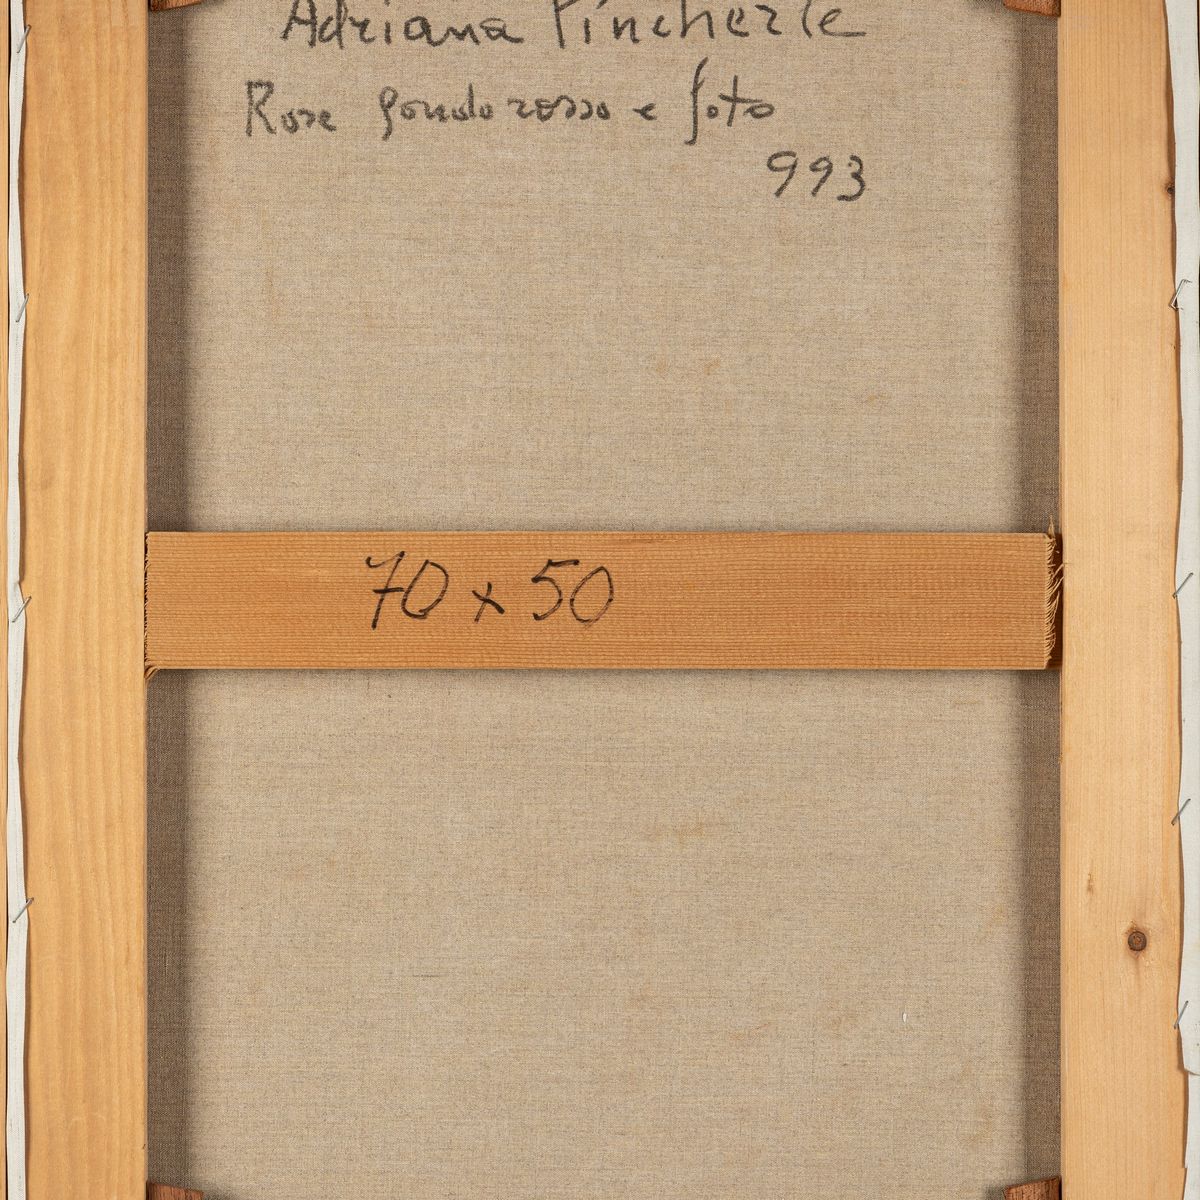 Adriana Pincherle
Rose fondo rosso e foto
993
70 x 50